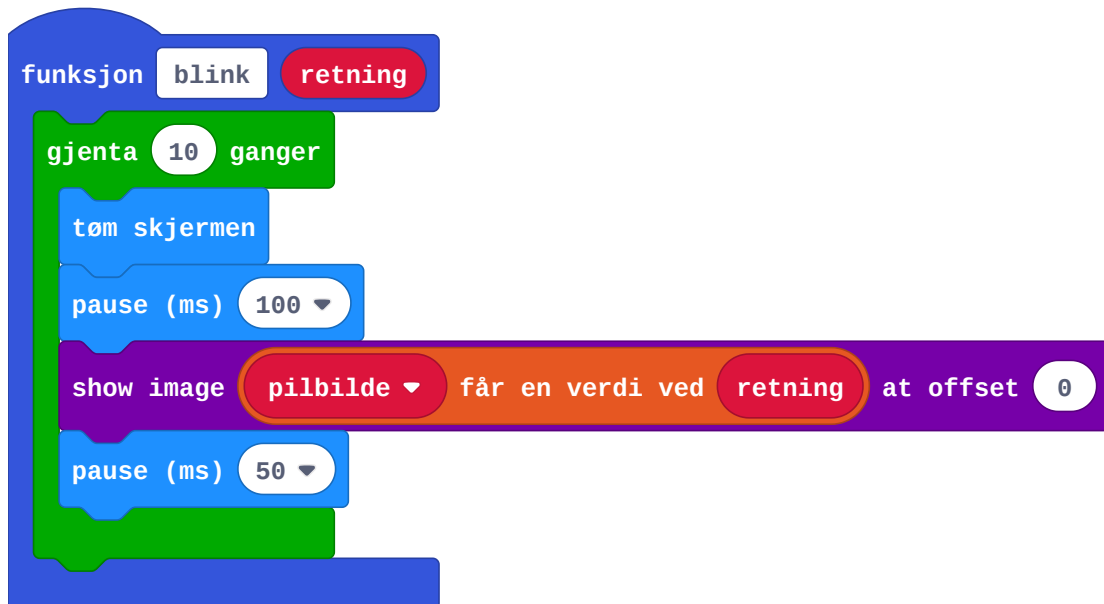 funksjon blink retning
gjenta 10 ganger
tøm skjermen
pause (ms) 100
show image pilbilde får en verdi ved retning at offset 0
pause (ms) 50